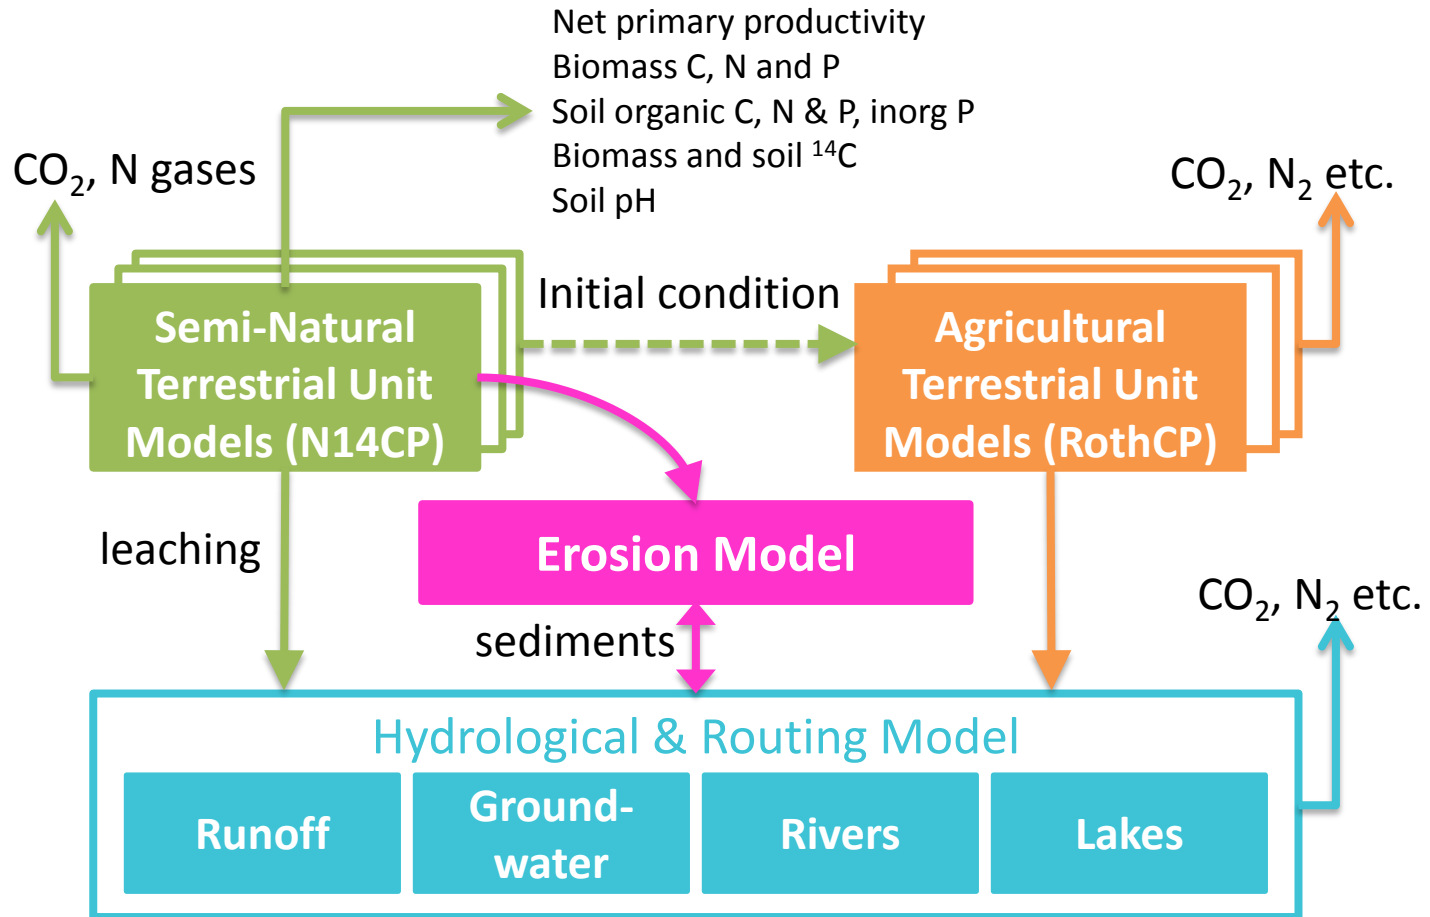 Net primary productivity
Biomass C, N and P
Soil organic C, N & P, inorg P
Biomass and soil ¹⁴C
Soil pH
CO₂, N gases
CO₂, N₂ etc.
Initial condition
Semi-Natural
Terrestrial Unit
Models (N14CP)
Agricultural
Terrestrial Unit
Models (RothCP)
leaching
Erosion Model
CO₂, N₂ etc.
sediments
Hydrological & Routing Model
Runoff
Ground-
water
Rivers
Lakes